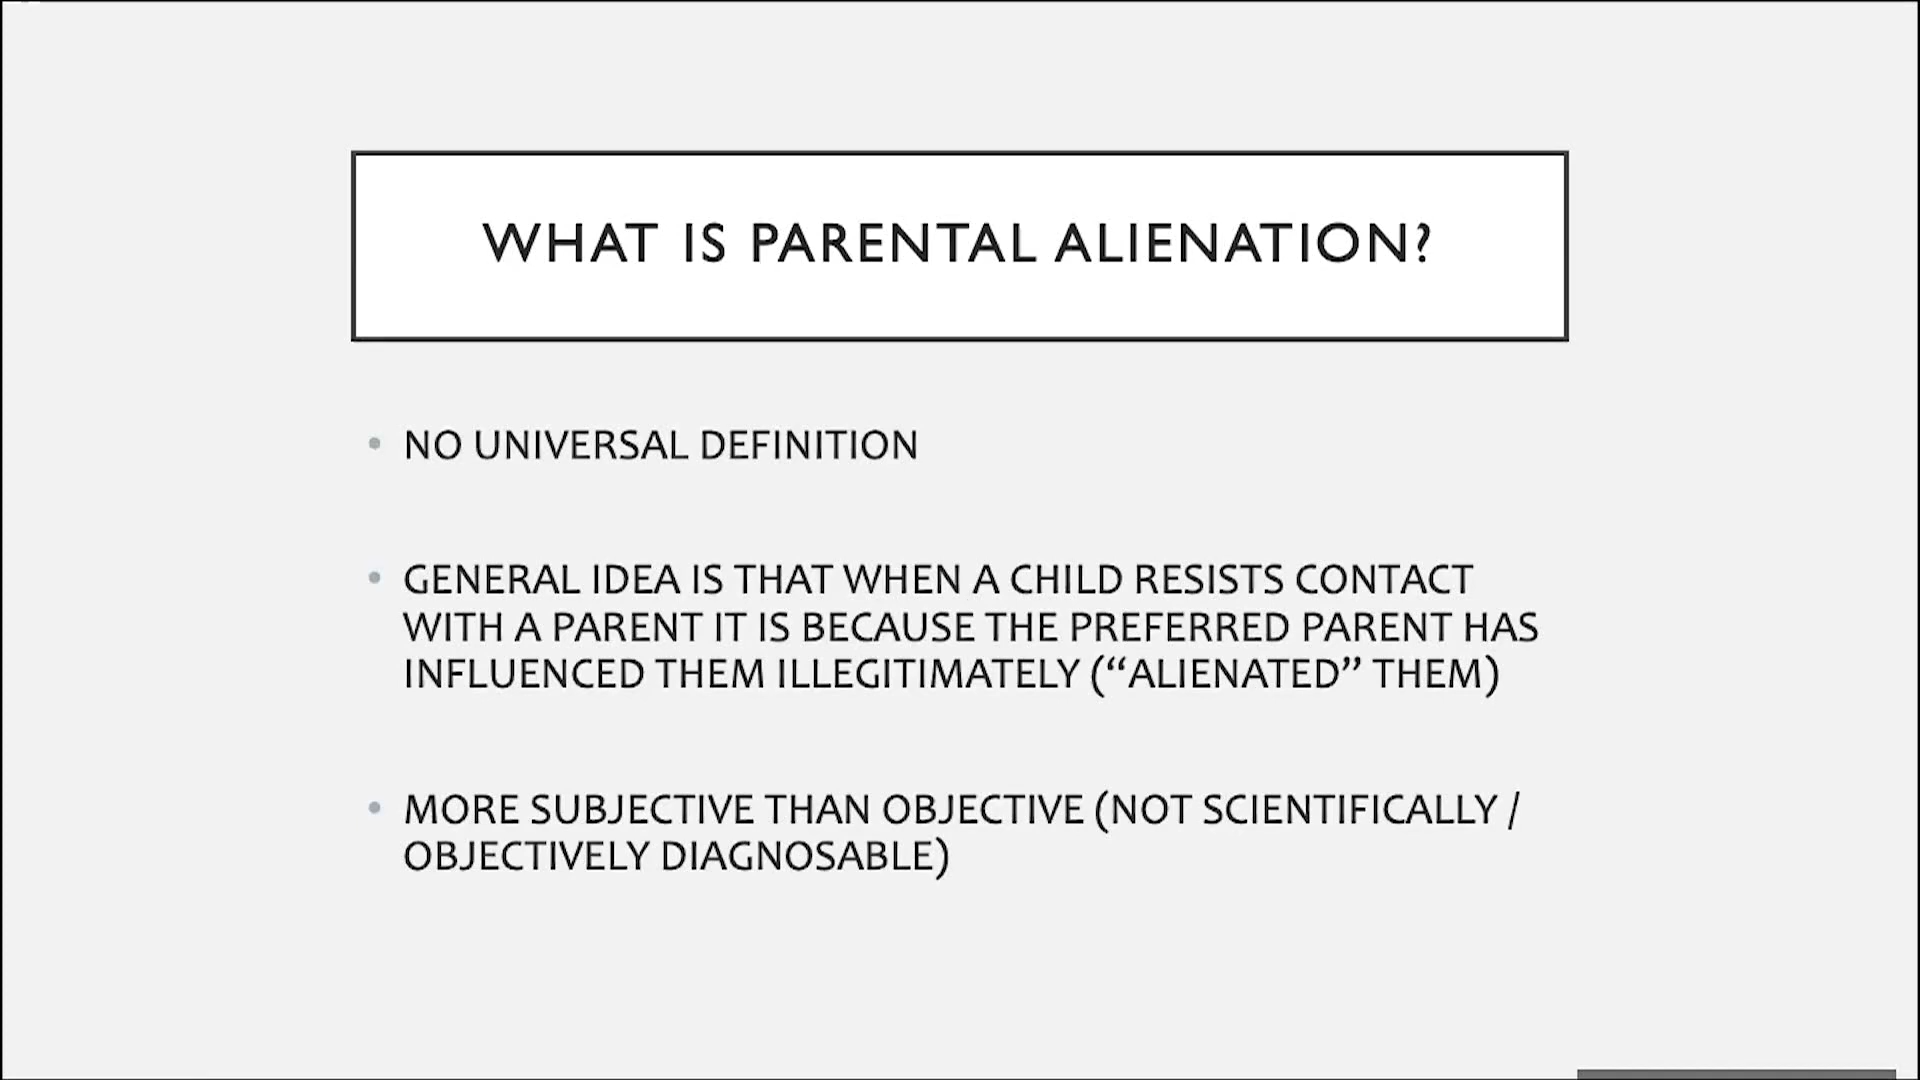 WHAT IS PARENTAL ALIENATION?
• NO UNIVERSAL DEFINITION
• GENERAL IDEA IS THAT WHEN A CHILD RESISTS CONTACT
WITH A PARENT IT IS BECAUSE THE PREFERRED PARENT HAS
INFLUENCED THEM ILLEGITIMATELY (“ALIENATED” THEM)
• MORE SUBJECTIVE THAN OBJECTIVE (NOT SCIENTIFICALLY /
OBJECTIVELY DIAGNOSABLE)